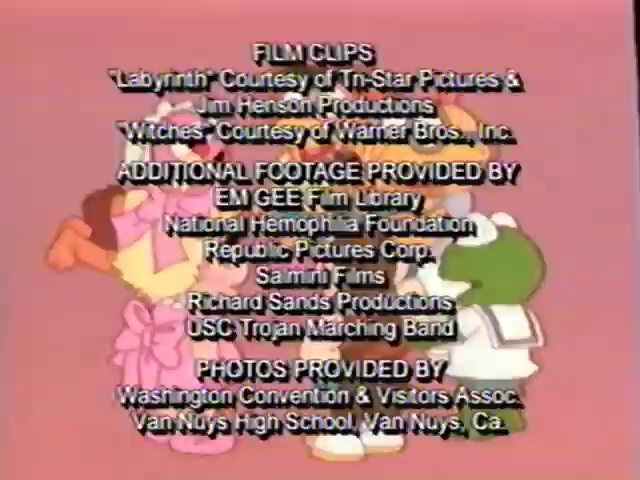 FILM CLIPS
"Labyrinth" Courtesy of Tri-Star Pictures &
Jim Henson Productions
"Witches" Courtesy of Warner Bros., Inc.
ADDITIONAL FOOTAGE PROVIDED BY
EM GEE Film Library
National Hemophilia Foundation
Republic Pictures Corp.
Salmini Films
Richard Sands Productions
USC Trojan Marching Band
PHOTOS PROVIDED BY
Washington Convention & Visitors Assoc.
Van Nuys High School, Van Nuys, Ca.